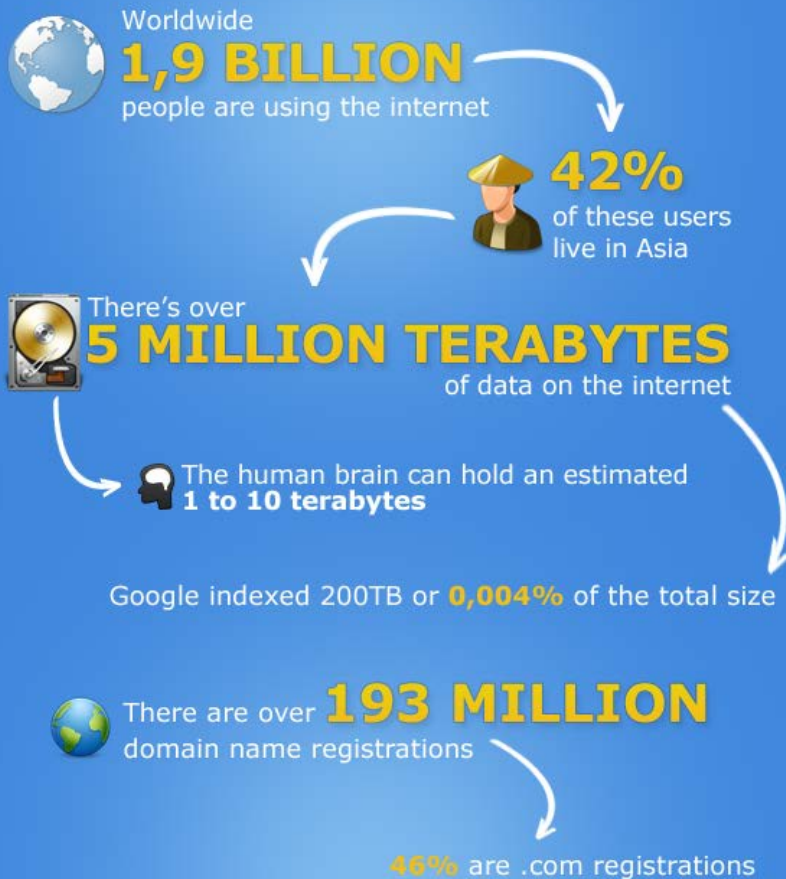 Worldwide
1,9 BILLION
people are using the internet
42%
of these users
live in Asia
There's over
5 MILLION TERABYTES
of data on the internet
The human brain can hold an estimated
1 to 10 terabytes
Google indexed 200TB or 0,004% of the total size
There are over 193 MILLION
domain name registrations
46% are .com registrations